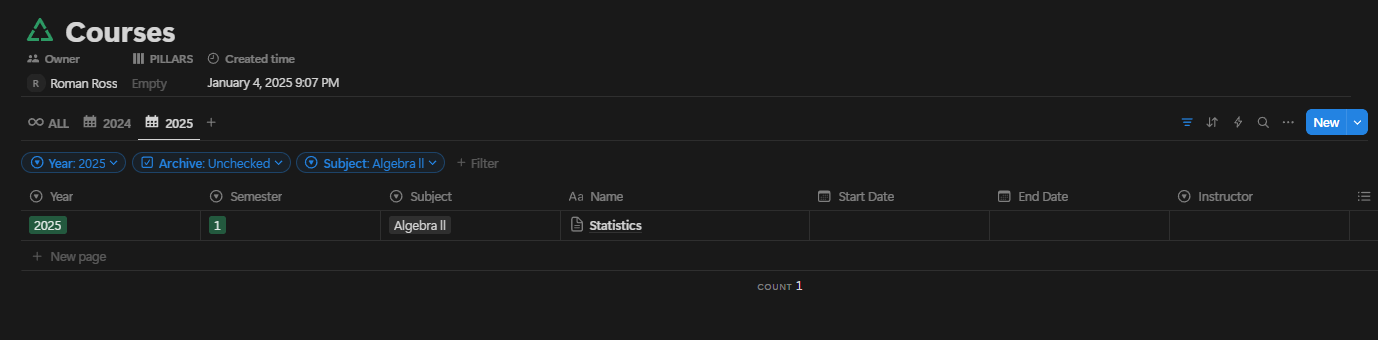 Courses
Owner PILLARS Created time
R Roman Ross Empty January 4, 2025 9:07 PM
ALL 2024 2025 + New
Year: 2025 Archive: Unchecked Subject: Algebra ll + Filter
Year Semester Subject Aa Name Start Date End Date Instructor
2025 1 Algebra ll Statistics
+ New page
COUNT 1